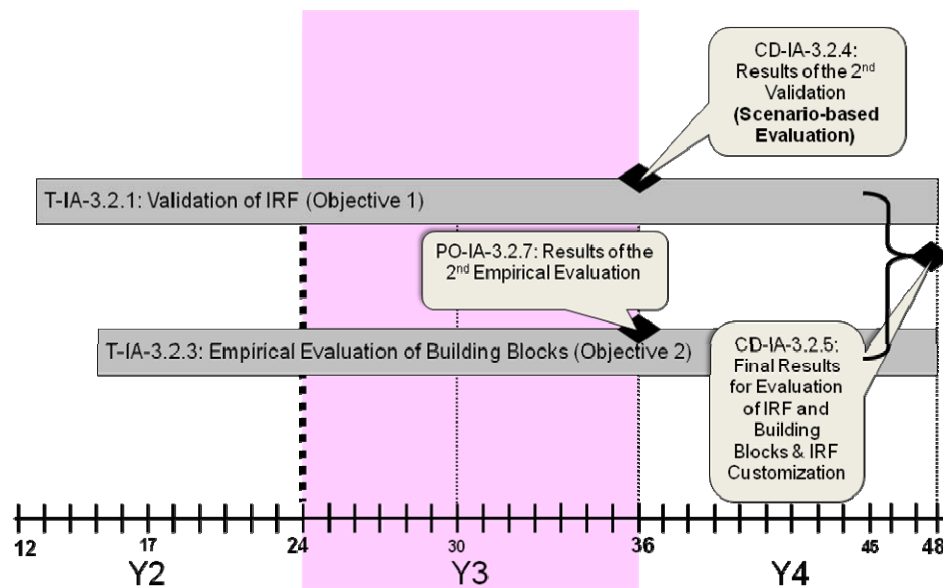 CD-IA-3.2.4:
Results of the 2nd
Validation
(Scenario-based
Evaluation)
T-IA-3.2.1: Validation of IRF (Objective 1)
PO-IA-3.2.7: Results of the
2nd Empirical Evaluation
T-IA-3.2.3: Empirical Evaluation of Building Blocks (Objective 2)
CD-IA-3.2.5:
Final Results
for Evaluation
of IRF and
Building
Blocks & IRF
Customization
12 17 24 30 36 45 48
Y2 Y3 Y4